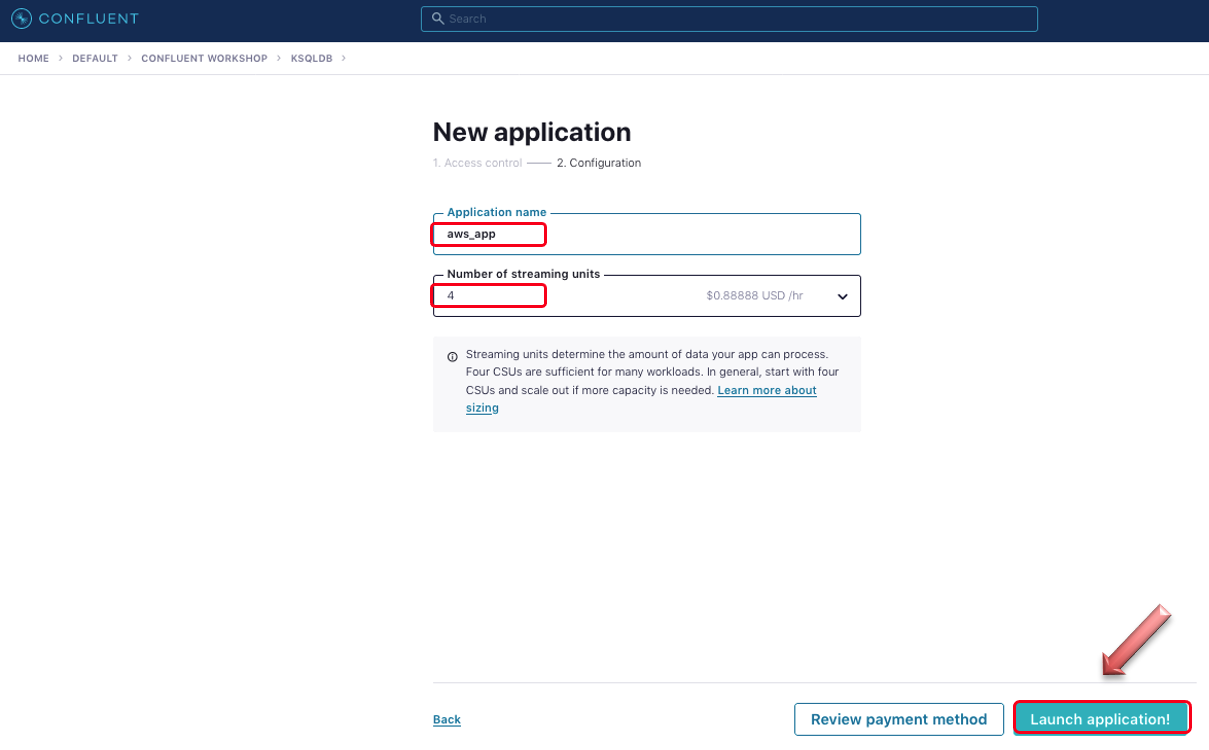 CONFLUENT
Search
HOME > DEFAULT > CONFLUENT WORKSHOP > KSQLDB >
New application
1. Access control — 2. Configuration
Application name
aws_app
Number of streaming units
4 $0.88888 USD /hr
Streaming units determine the amount of data your app can process.
Four CSUs are sufficient for many workloads. In general, start with four
CSUs and scale out if more capacity is needed. Learn more about
sizing
Back Review payment method Launch application!